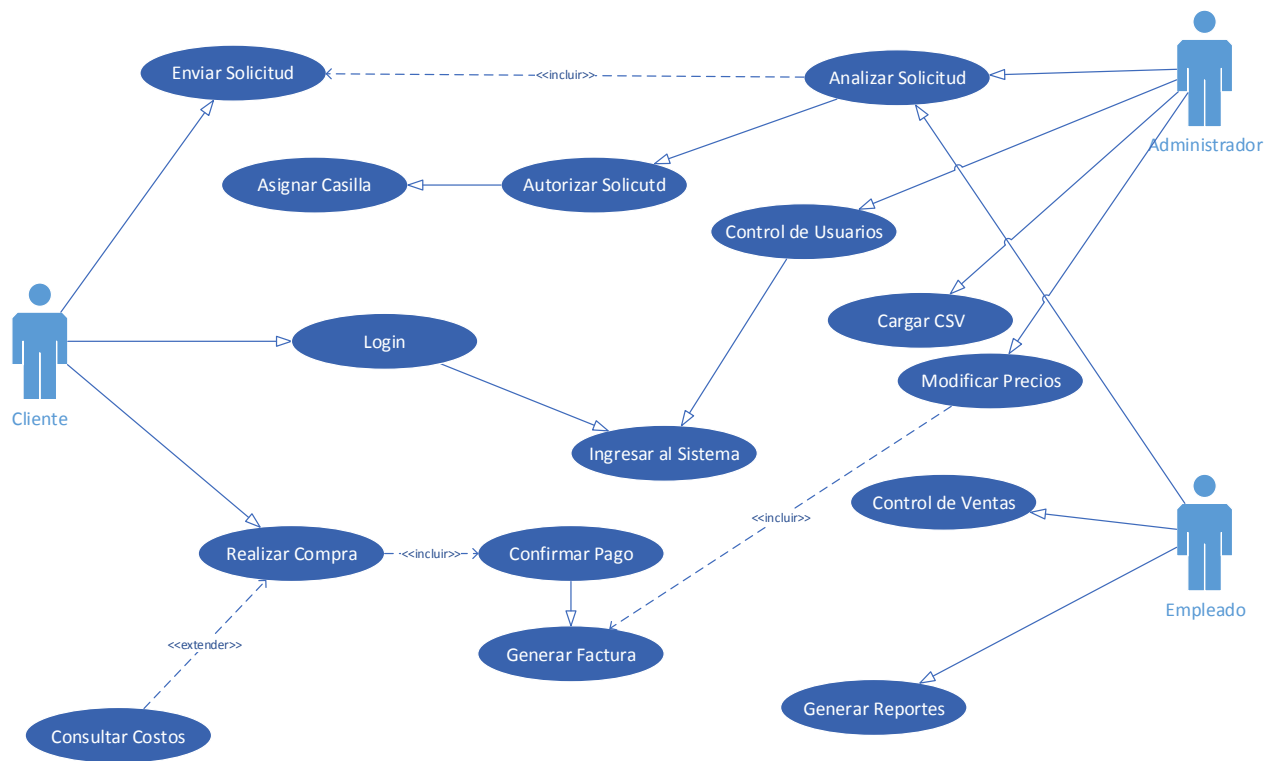 Enviar Solicitud
<<incluir>>
Analizar Solicitud
Administrador
Asignar Casilla
Autorizar Solicutd
Control de Usuarios
Cargar CSV
Login
Modificar Precios
Cliente
Ingresar al Sistema
Control de Ventas
<<incluir>>
Realizar Compra
<<incluir>>
Confirmar Pago
Empleado
<<extender>>
Generar Factura
Generar Reportes
Consultar Costos